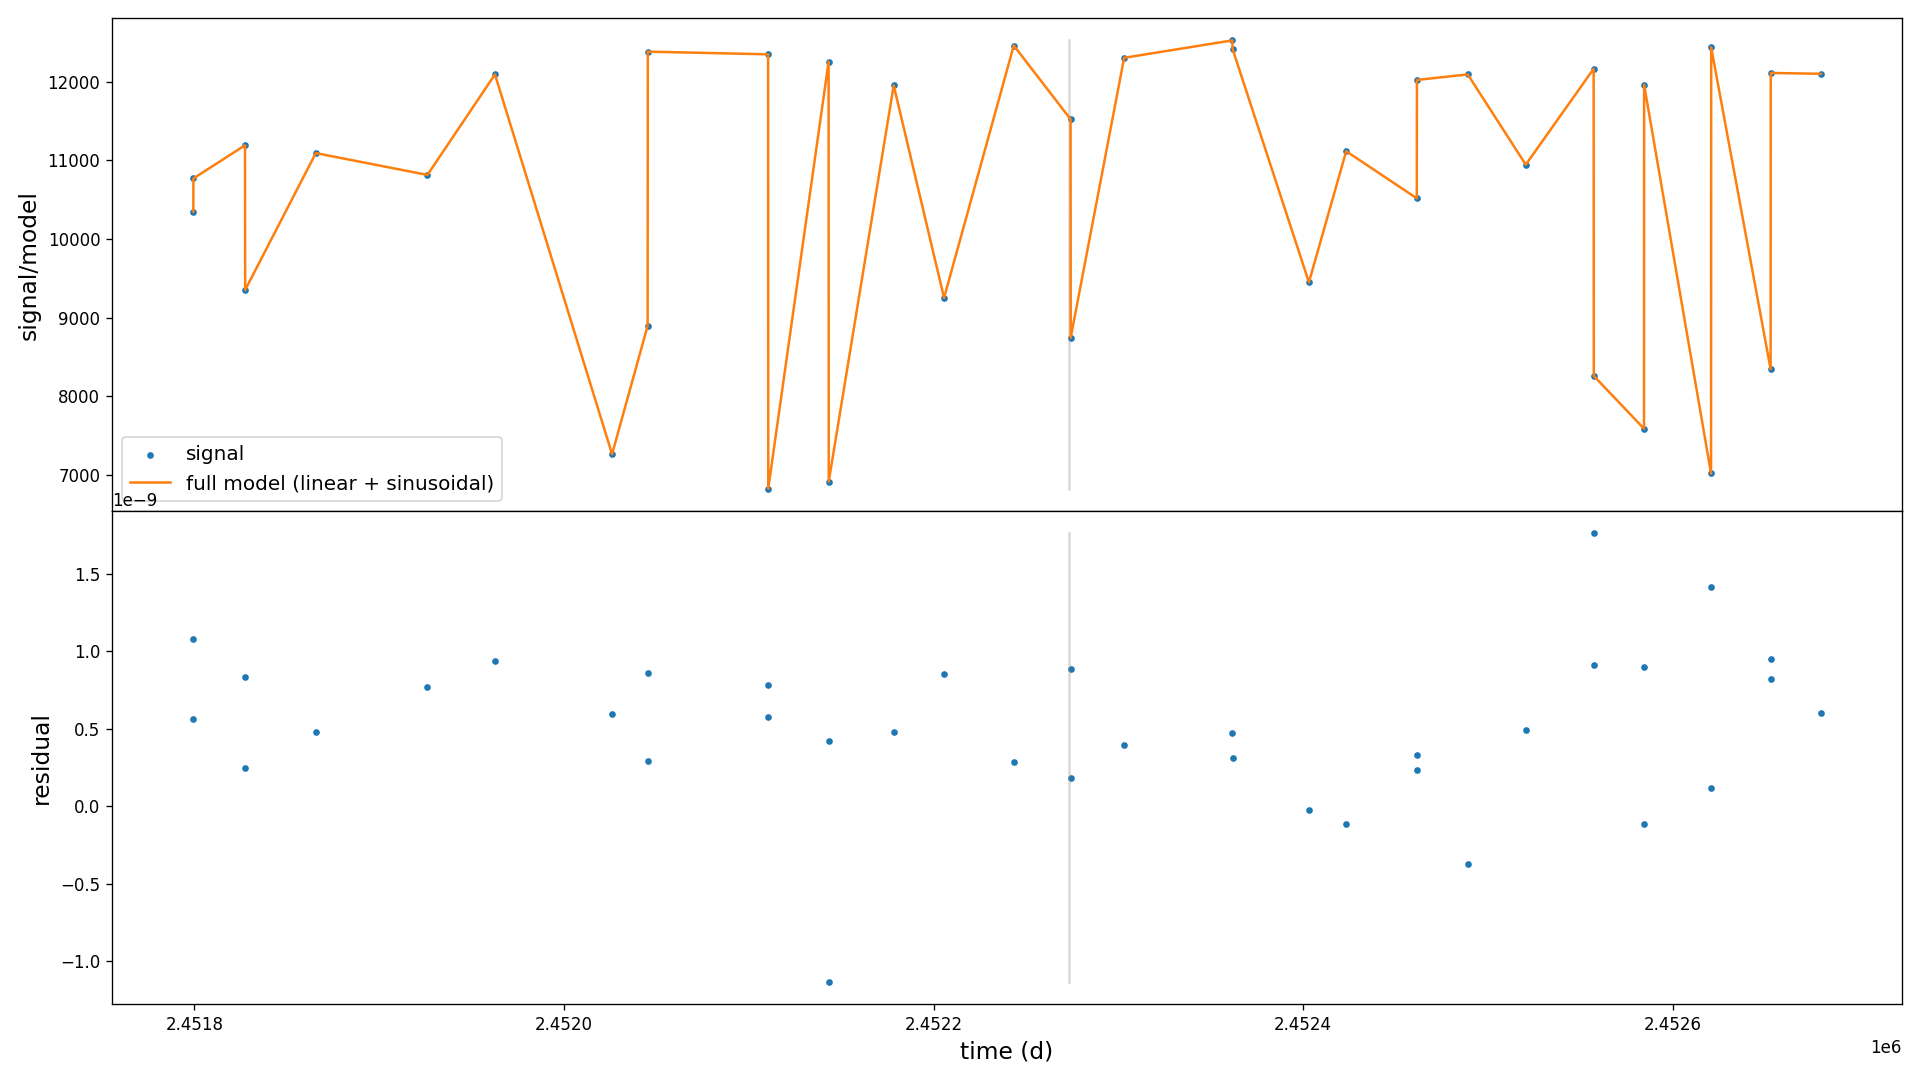 12000
11000
10000
9000
8000
7000
signal/model
signal
full model (linear + sinusoidal)
1e−9
1.5
1.0
0.5
0.0
−0.5
−1.0
residual
2.4518
2.4520
2.4522
2.4524
2.4526
time (d)
1e6